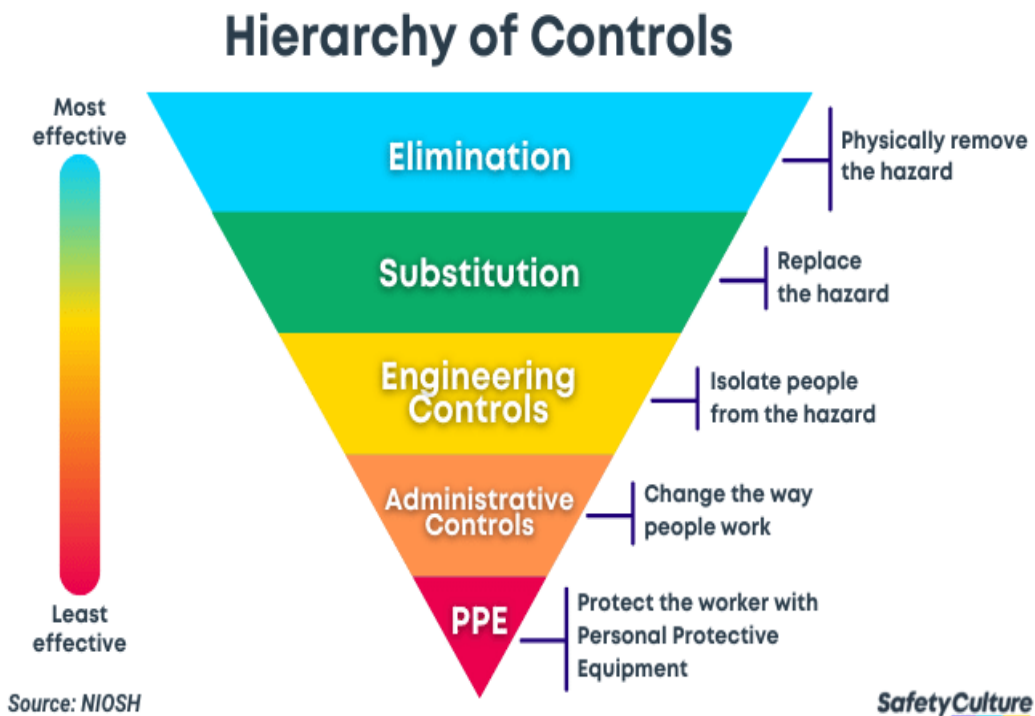 Hierarchy of Controls
Most
effective
Elimination
Physically remove
the hazard
Substitution
Replace
the hazard
Engineering
Controls
Isolate people
from the hazard
Administrative
Controls
Change the way
people work
PPE
Protect the worker with
Personal Protective
Equipment
Least
effective
Source: NIOSH
SafetyCulture